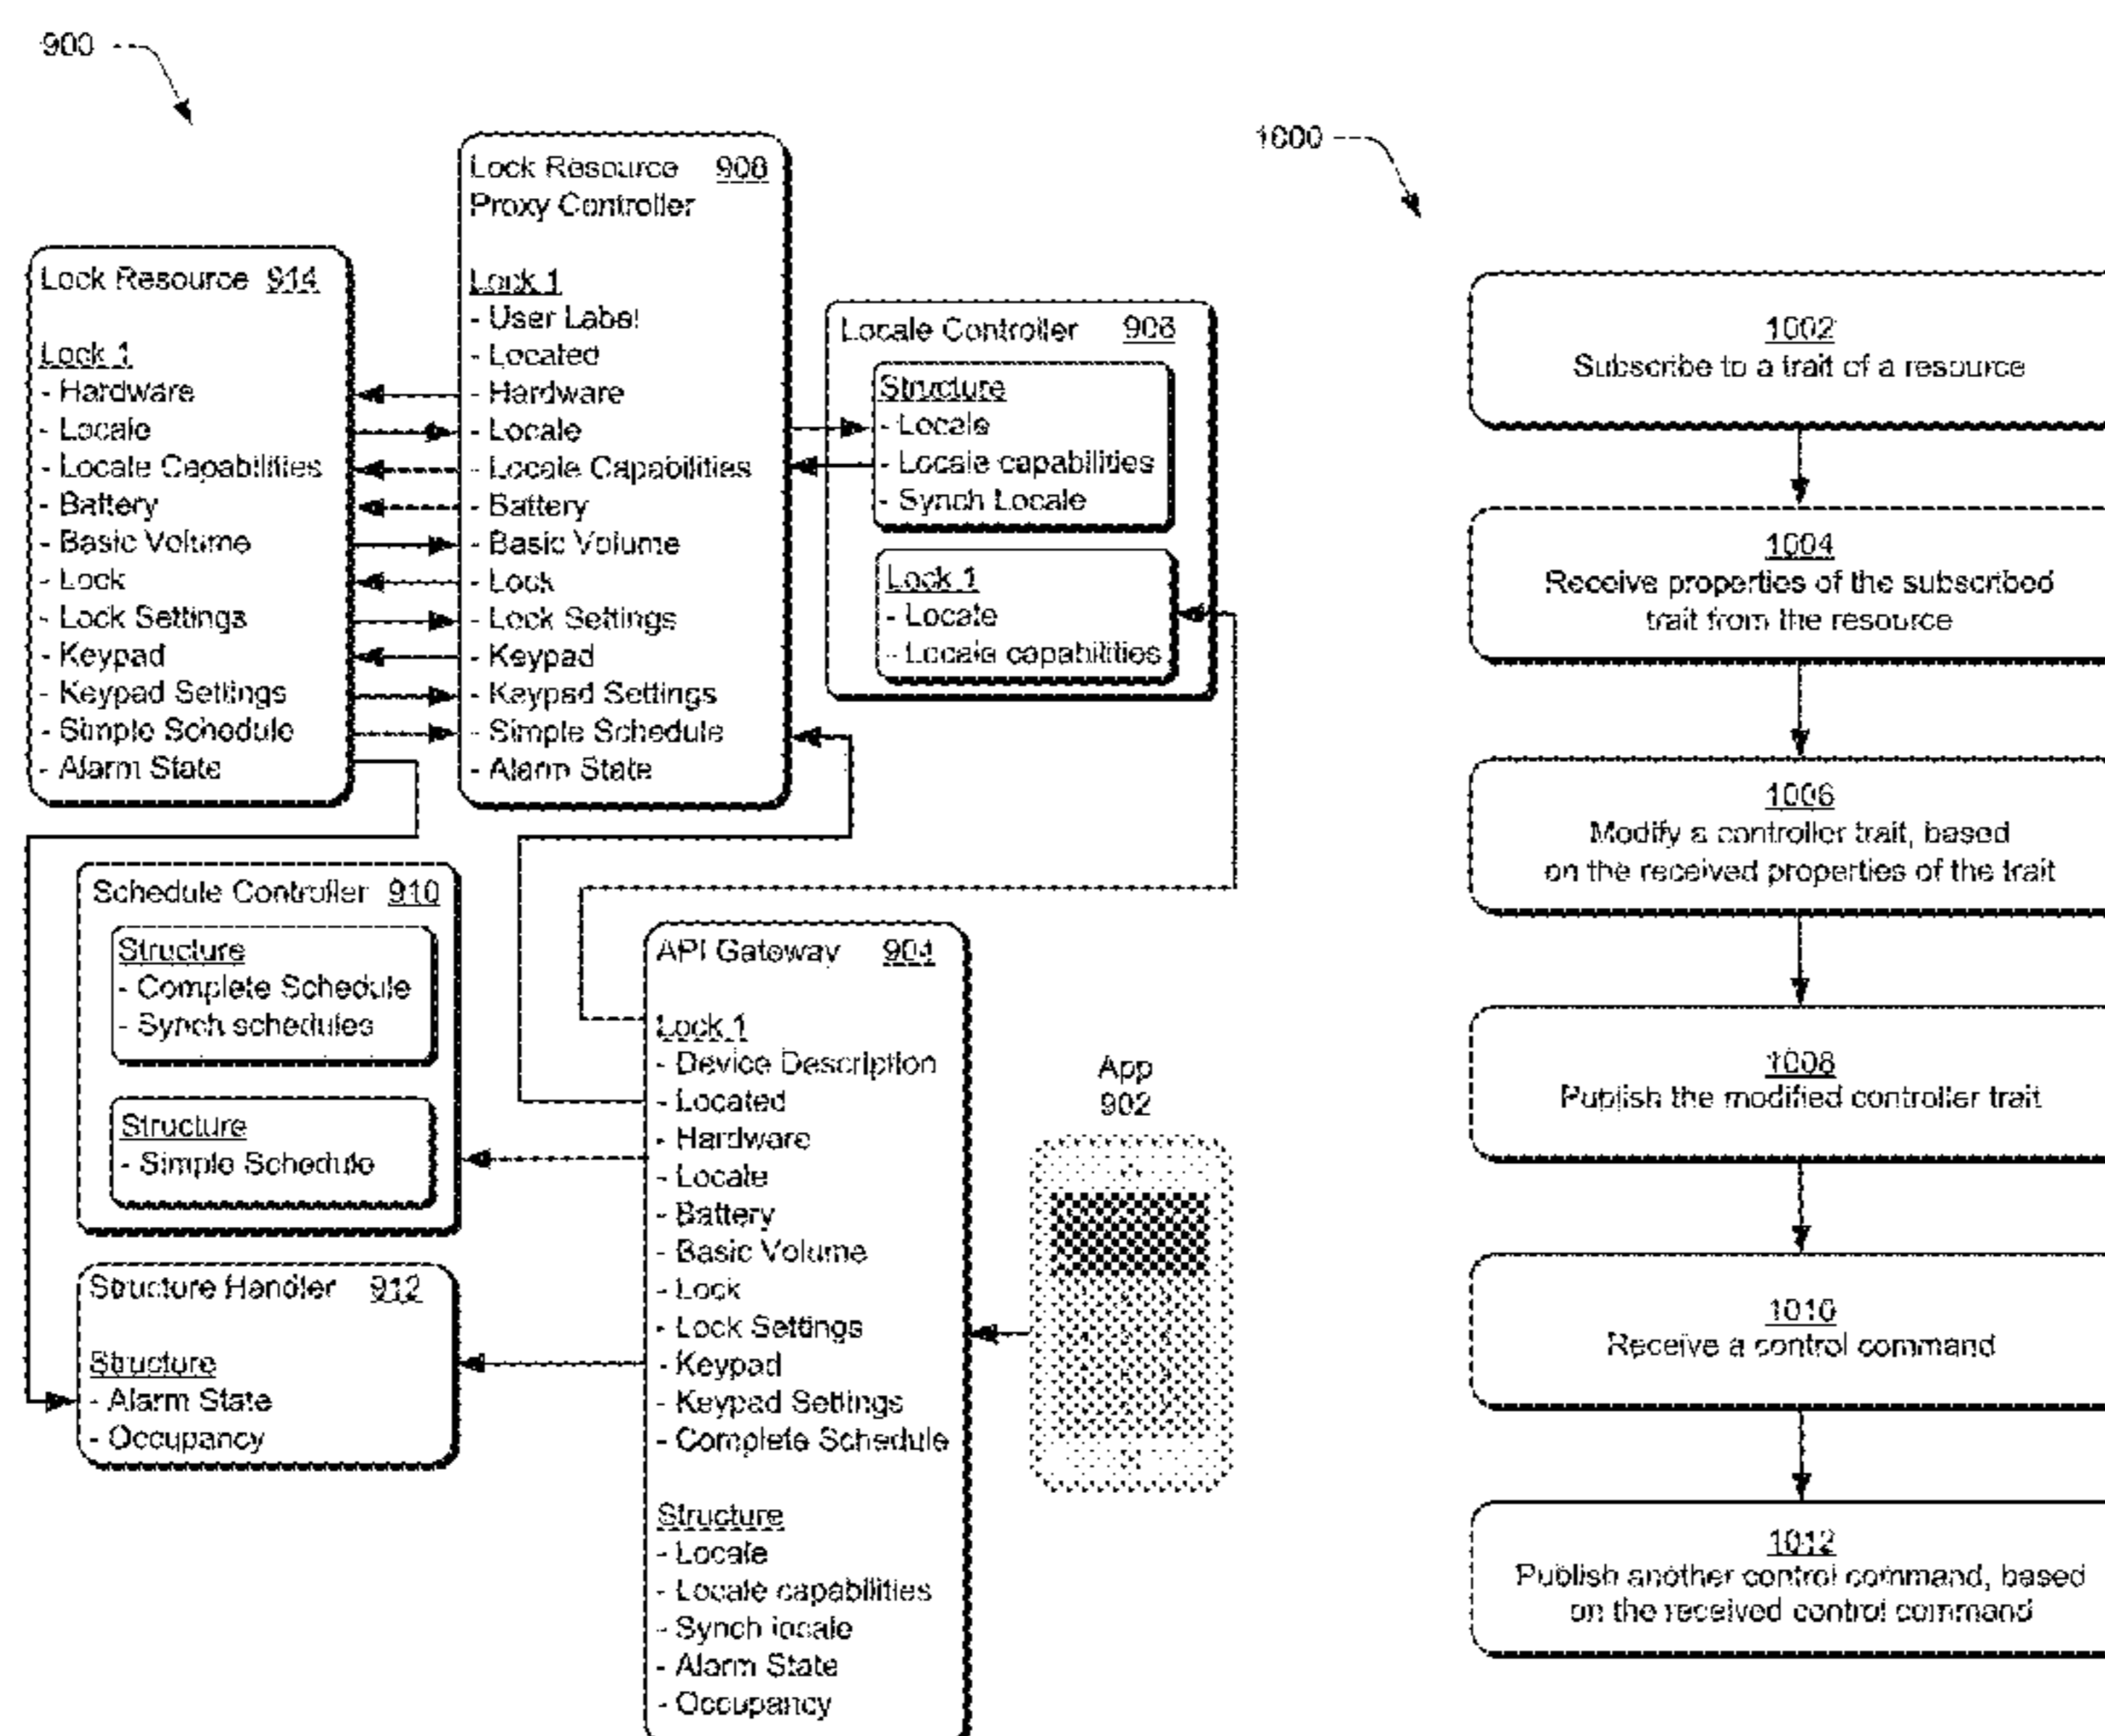 900
Lock Resource 914
Lock 1
- Hardware
- Locale
- Locale Capabilities
- Battery
- Basic Volume
- Lock
- Lock Settings
- Keypad
- Keypad Settings
- Simple Schedule
- Alarm State
Lock Resource 908
Proxy Controller
Lock 1
- User Label
- Located
- Hardware
- Locale
- Locale Capabilities
- Battery
- Basic Volume
- Lock
- Lock Settings
- Keypad
- Keypad Settings
- Simple Schedule
- Alarm State
Locale Controller 906
Structure
- Locale
- Locale capabilities
- Synch Locale
Lock 1
- Locale
- Locale capabilities
Schedule Controller 910
Structure
- Complete Schedule
- Synch schedules
Structure
- Simple Schedule
Structure Handler 912
Structure
- Alarm State
- Occupancy
API Gateway 904
Lock 1
- Device Description
- Located
- Hardware
- Locale
- Battery
- Basic Volume
- Lock
- Lock Settings
- Keypad
- Keypad Settings
- Complete Schedule
Structure
- Locale
- Locale capabilities
- Synch locale
- Alarm State
- Occupancy
App
902
1000
1002
Subscribe to a trait of a resource
1004
Receive properties of the subscribed
trait from the resource
1006
Modify a controller trait, based
on the received properties of the trait
1008
Publish the modified controller trait
1010
Receive a control command
1012
Publish another control command, based
on the received control command